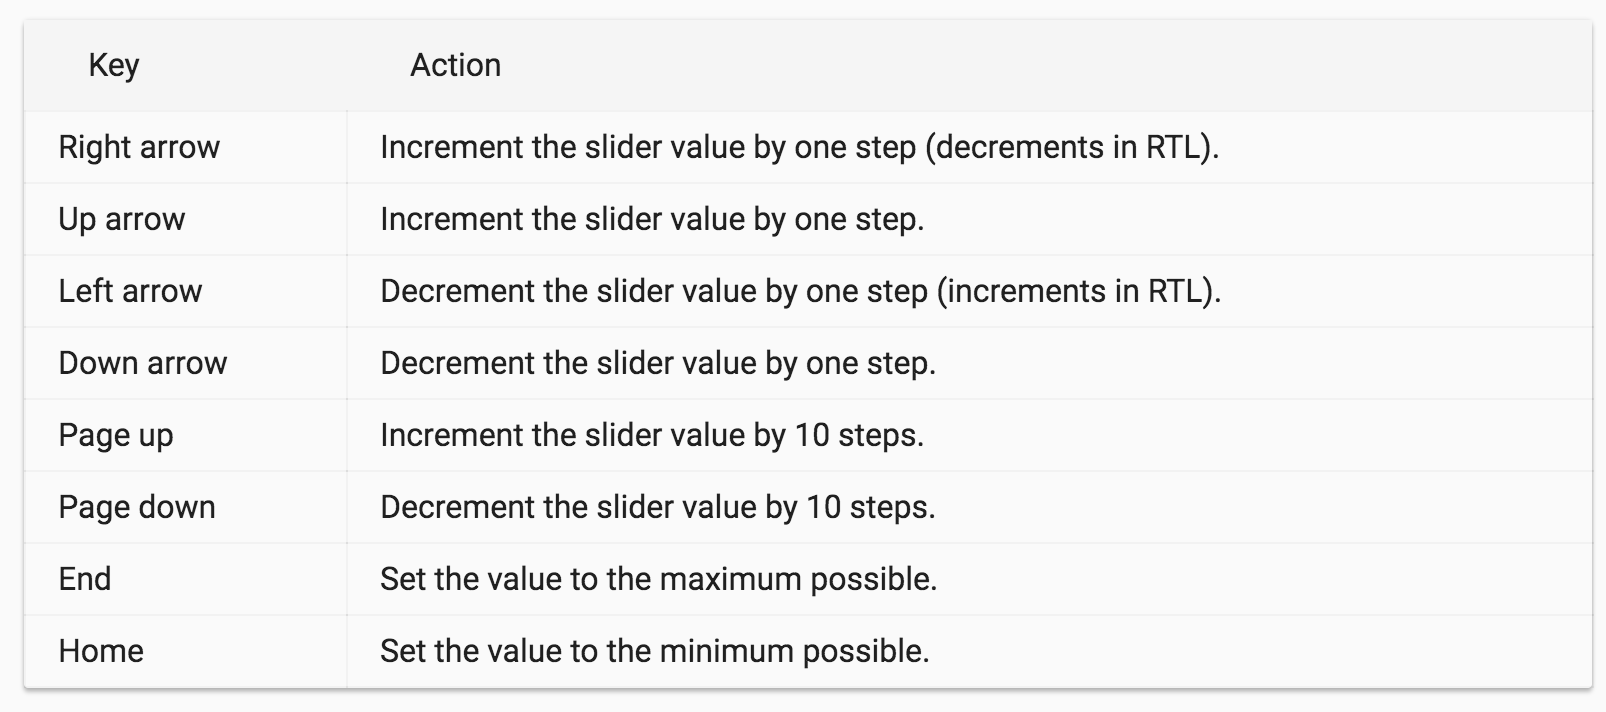 Key Action
Right arrow Increment the slider value by one step (decrements in RTL).
Up arrow Increment the slider value by one step.
Left arrow Decrement the slider value by one step (increments in RTL).
Down arrow Decrement the slider value by one step.
Page up Increment the slider value by 10 steps.
Page down Decrement the slider value by 10 steps.
End Set the value to the maximum possible.
Home Set the value to the minimum possible.